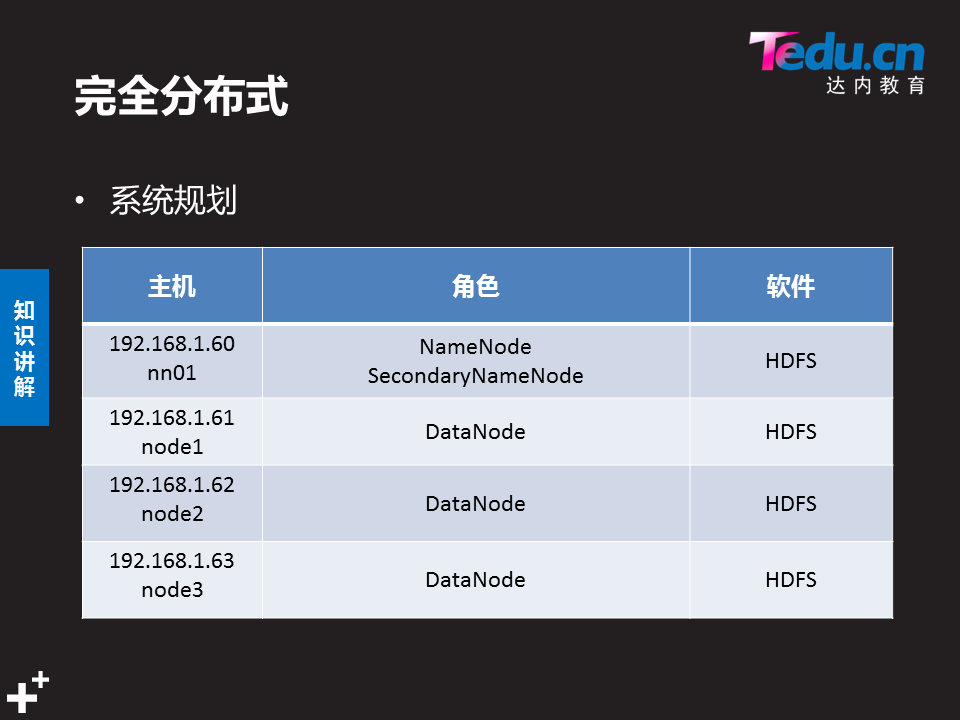 Tedu.cn
达内教育
完全分布式
• 系统规划
知识讲解
主机 角色 软件
192.168.1.60
nn01
NameNode
SecondaryNameNode
HDFS
192.168.1.61
node1
DataNode
HDFS
192.168.1.62
node2
DataNode
HDFS
192.168.1.63
node3
DataNode
HDFS